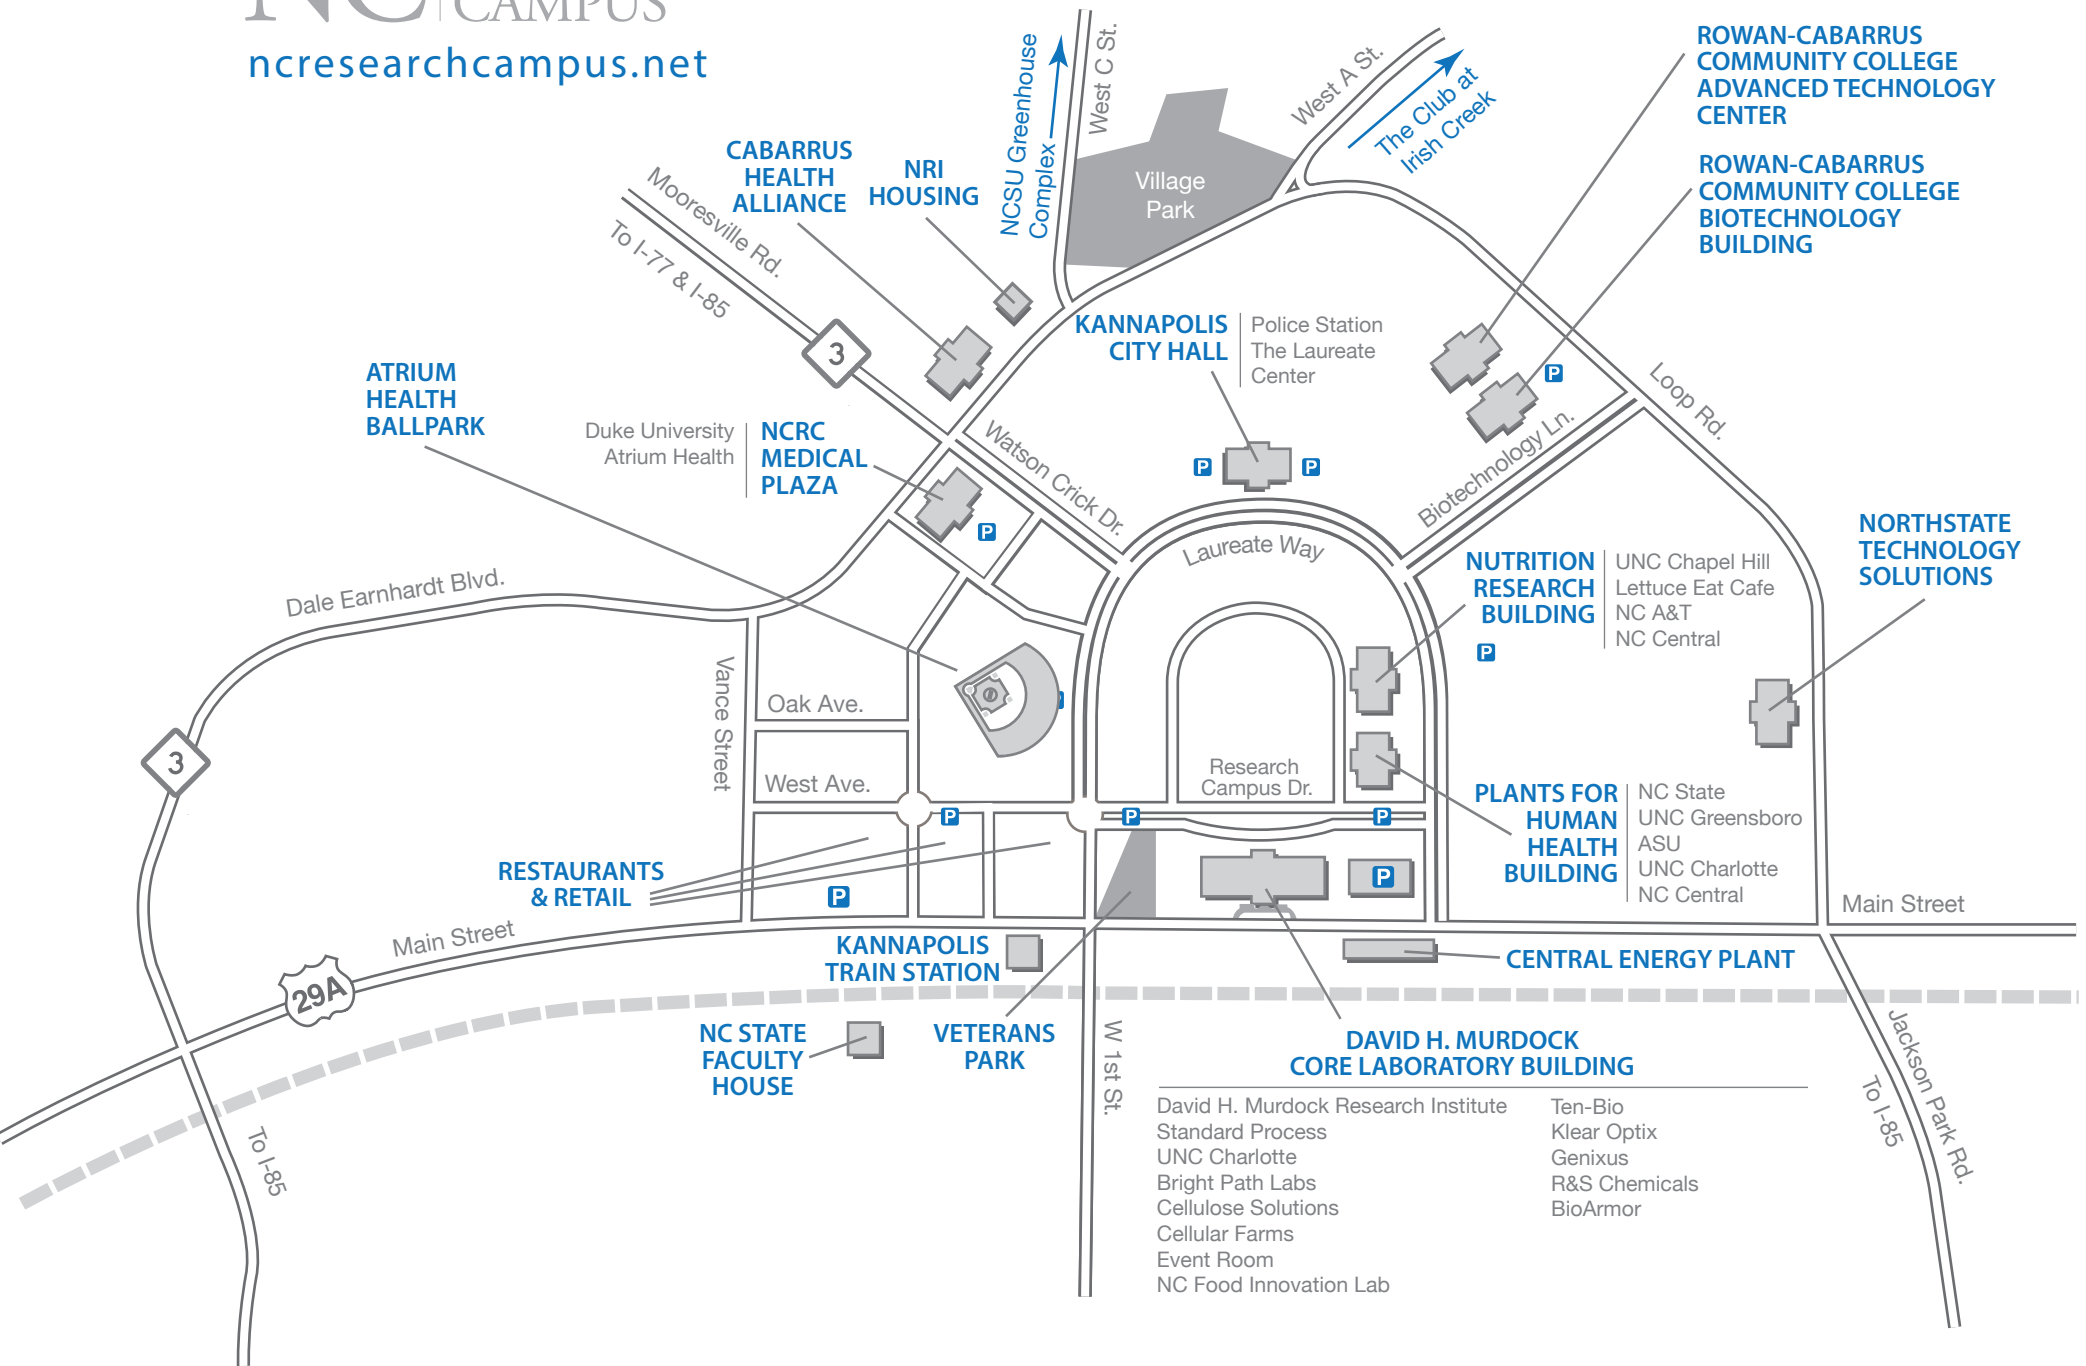 NC CAMPUS
ncresearchcampus.net
NCSU Greenhouse
Complex
West C St.
West A St.
The Club at
Irish Creek
ROWAN-CABARRUS
COMMUNITY COLLEGE
ADVANCED TECHNOLOGY
CENTER
ROWAN-CABARRUS
COMMUNITY COLLEGE
BIOTECHNOLOGY
BUILDING
CABARRUS
HEALTH
ALLIANCE
NRI
HOUSING
Village
Park
Mooresville Rd.
To I-77 & I-85
3
KANNAPOLIS
CITY HALL
Police Station
The Laureate
Center
P
Loop Rd.
ATRIUM
HEALTH
BALLPARK
Duke University
Atrium Health
NCRC
MEDICAL
PLAZA
P
Watson Crick Dr.
P
P
Biotechnology Ln.
Laureate Way
NUTRITION
RESEARCH
BUILDING
UNC Chapel Hill
Lettuce Eat Cafe
NC A&T
NC Central
P
NORTHSTATE
TECHNOLOGY
SOLUTIONS
Dale Earnhardt Blvd.
Vance Street
Oak Ave.
West Ave.
3
Research
Campus Dr.
P
P
P
PLANTS FOR
HUMAN
HEALTH
BUILDING
NC State
UNC Greensboro
ASU
UNC Charlotte
NC Central
RESTAURANTS
& RETAIL
P
P
Main Street
Main Street
29A
KANNAPOLIS
TRAIN STATION
CENTRAL ENERGY PLANT
NC STATE
FACULTY
HOUSE
VETERANS
PARK
W 1st St.
To I-85
Jackson Park Rd.
To I-85
DAVID H. MURDOCK
CORE LABORATORY BUILDING
David H. Murdock Research Institute
Standard Process
UNC Charlotte
Bright Path Labs
Cellulose Solutions
Cellular Farms
Event Room
NC Food Innovation Lab
Ten-Bio
Klear Optix
Genixus
R&S Chemicals
BioArmor